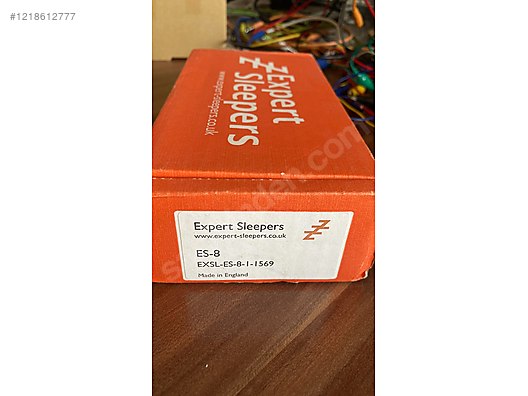 #1218612777
Expert
Sleepers
www.expert-sleepers.co.uk
Expert Sleepers
www.expert-sleepers.co.uk
ES-8
EXSL-ES-8-1-1569
Made in England